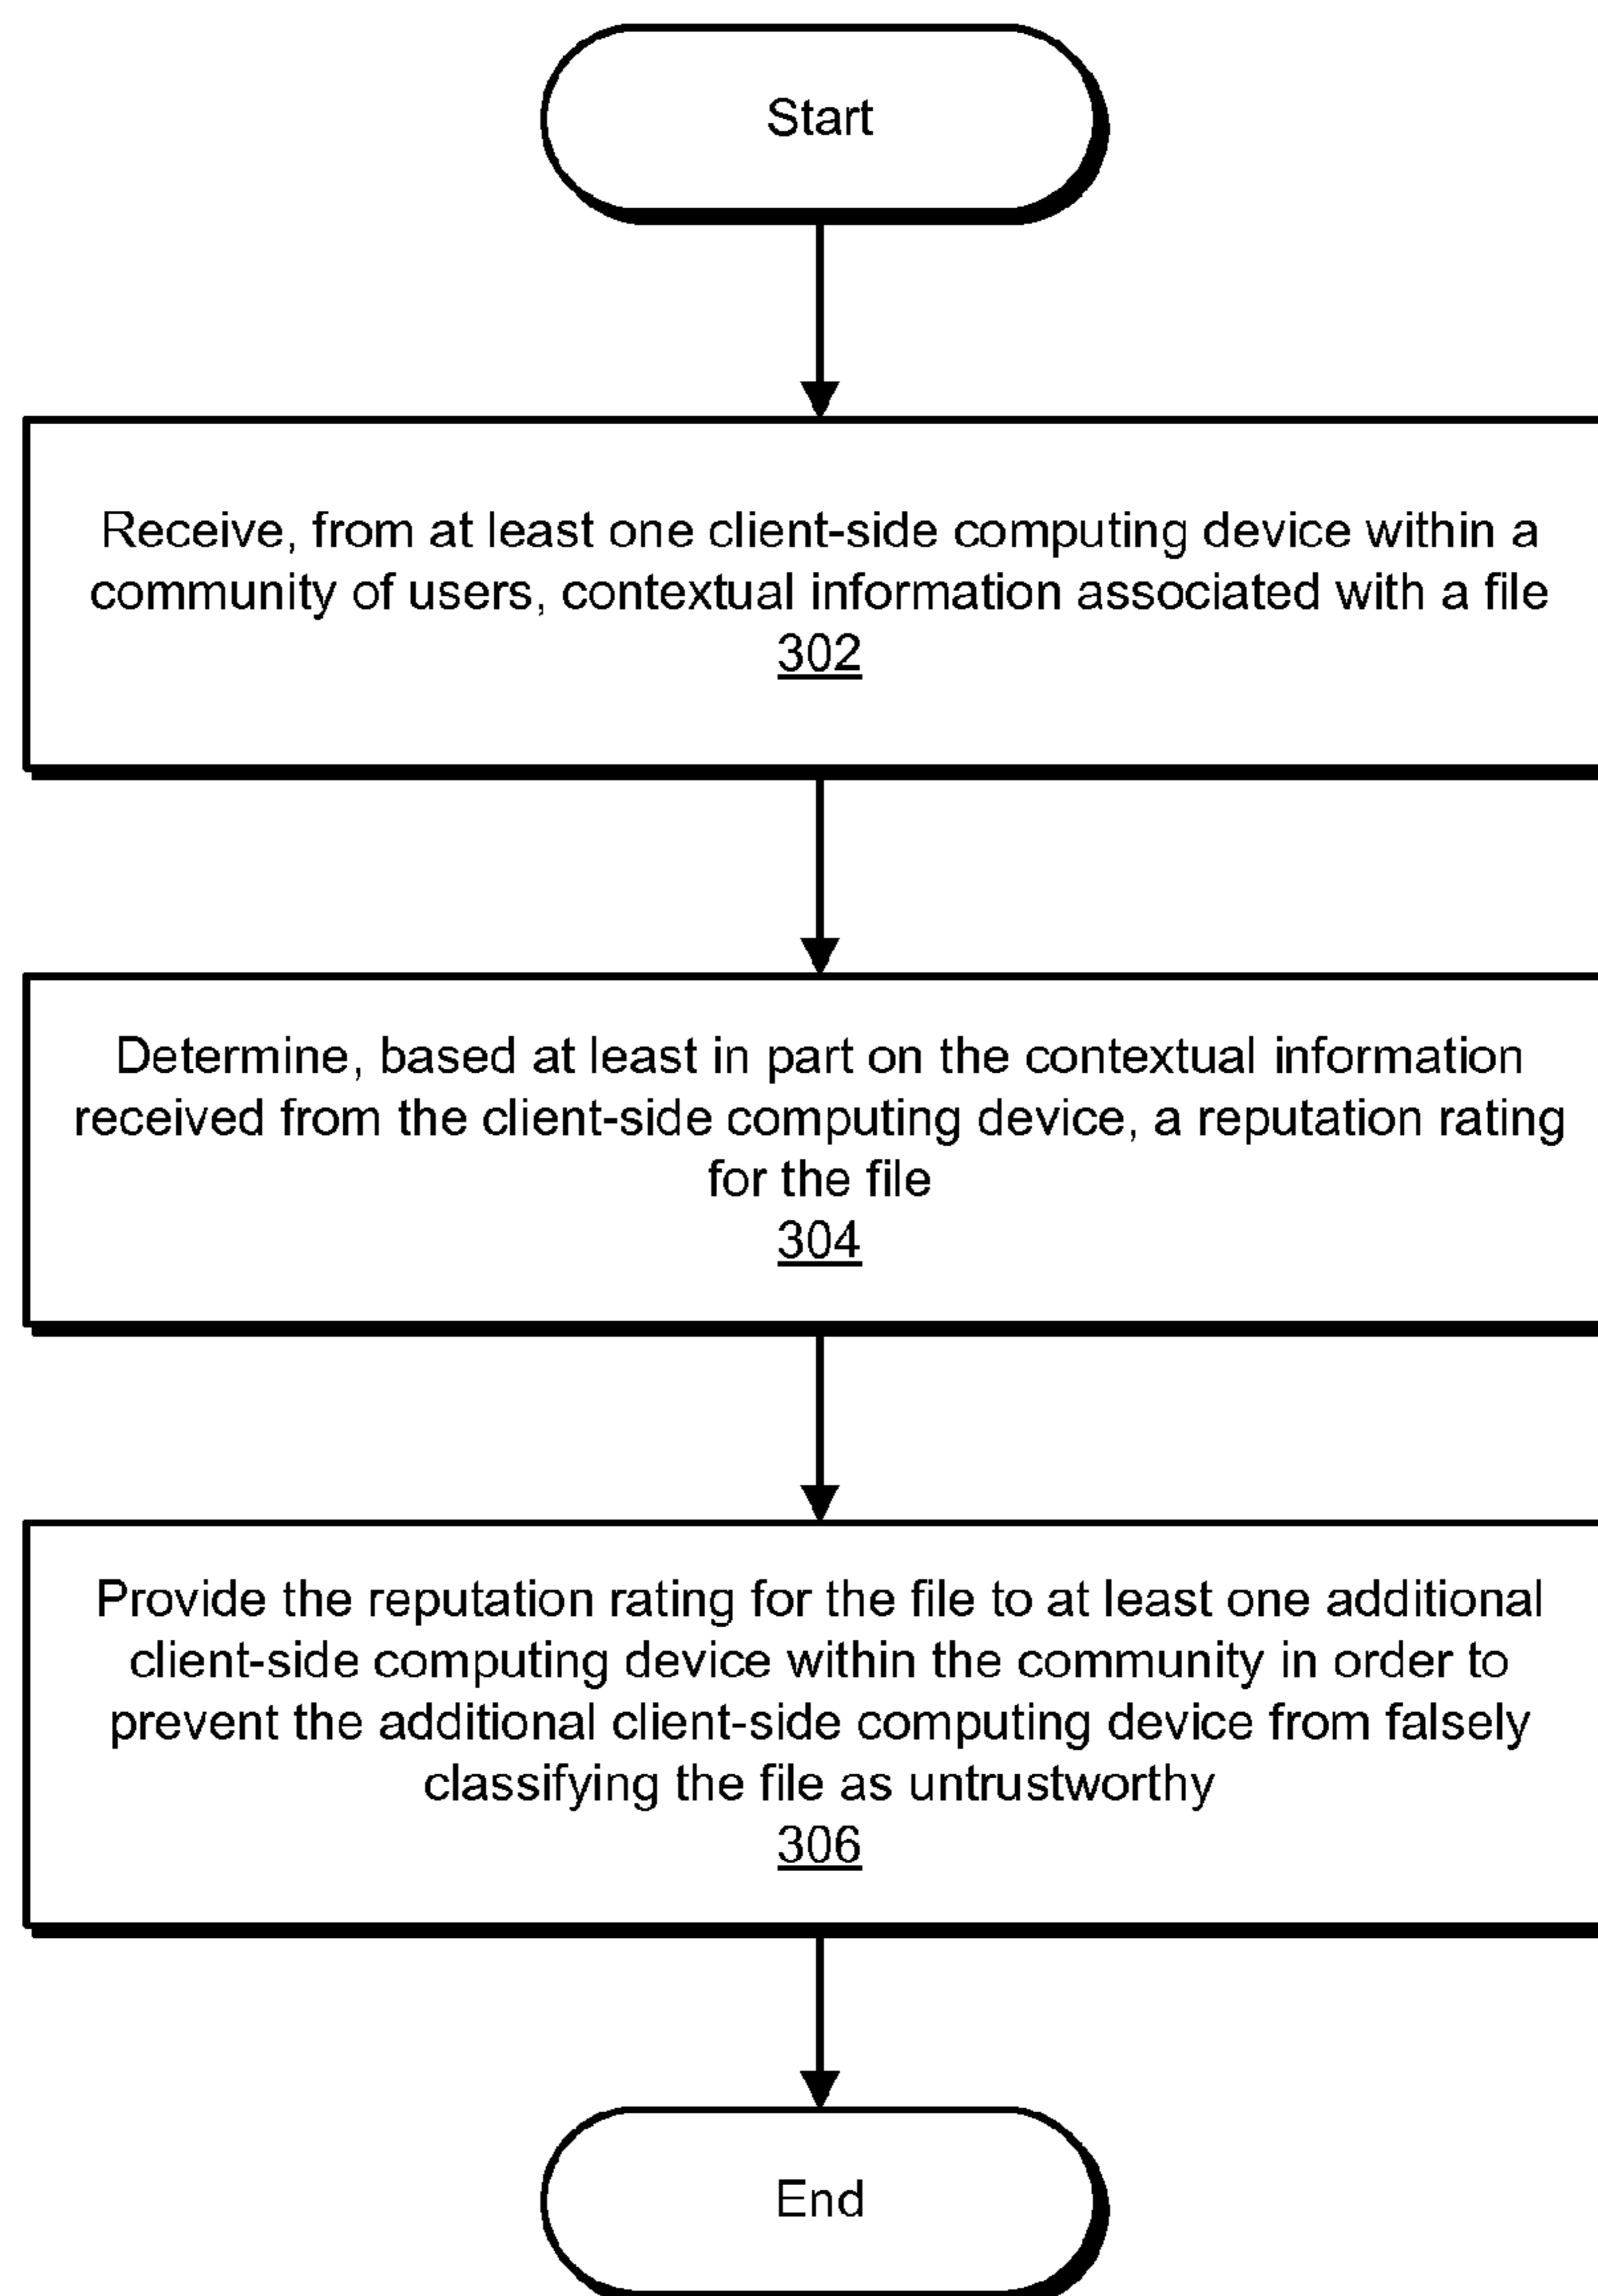 Start
Receive, from at least one client-side computing device within a
community of users, contextual information associated with a file
302
Determine, based at least in part on the contextual information
received from the client-side computing device, a reputation rating
for the file
304
Provide the reputation rating for the file to at least one additional
client-side computing device within the community in order to
prevent the additional client-side computing device from falsely
classifying the file as untrustworthy
306
End